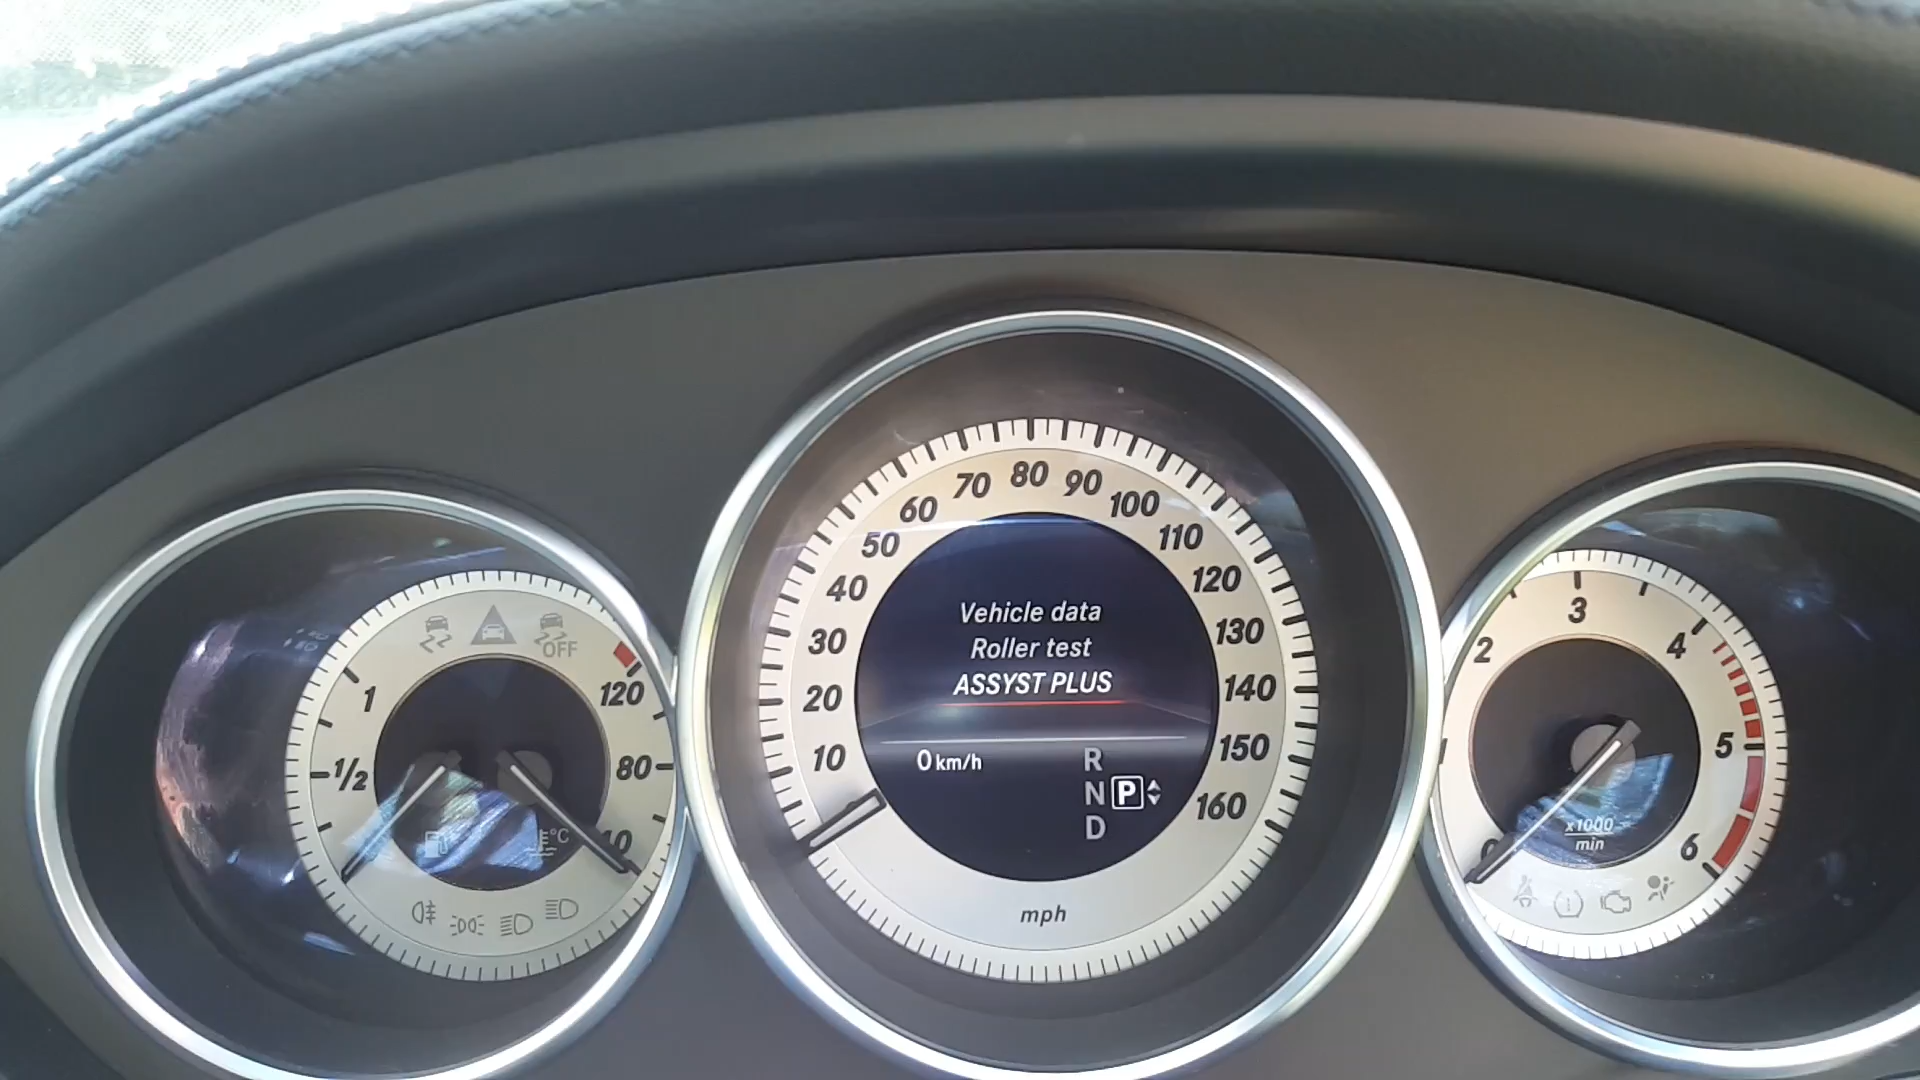 Vehicle data
Roller test
ASSYST PLUS
0 km/h
R
N P
D
10
20
30
40
50
60
70
80
90
100
110
120
130
140
150
160
mph
OFF
1
1/2
120
80
°C
2
3
4
5
6
x1000
min